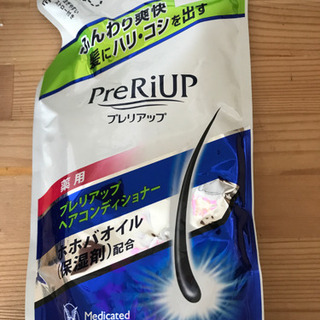 ふんわり爽快
髪にハリ・コシを出す
PReRiUP
プレリアップ
薬用
プレリアップ
ヘアコンディショナー
ホホバオイル
(保湿剤)配合
Medicated